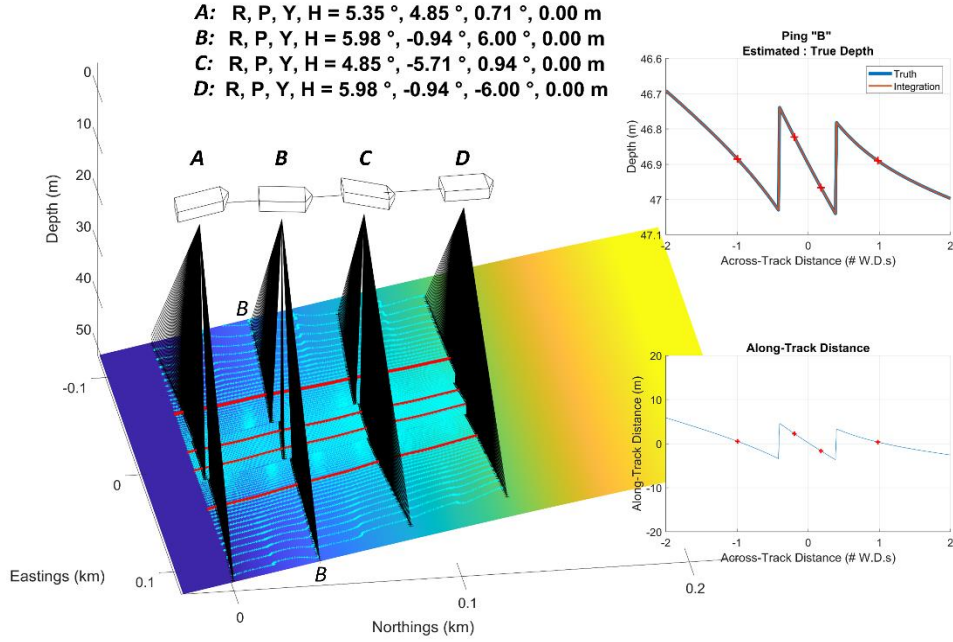 A: R, P, Y, H = 5.35 °, 4.85 °, 0.71 °, 0.00 m
B: R, P, Y, H = 5.98 °, -0.94 °, 6.00 °, 0.00 m
C: R, P, Y, H = 4.85 °, -5.71 °, 0.94 °, 0.00 m
D: R, P, Y, H = 5.98 °, -0.94 °, -6.00 °, 0.00 m
A B C D
Depth (m)
0
10
20
30
40
50
-0.1
0
0.1
Eastings (km)
B
B
0
0.1
0.2
Northings (km)
Ping "B"
Estimated : True Depth
Truth
Integration
Depth (m)
46.6
46.7
46.8
46.9
47
47.1
-2 -1 0 1 2
Across-Track Distance (# W.D.s)
Along-Track Distance
Along-Track Distance (m)
20
10
0
-10
-20
-2 -1 0 1 2
Across-Track Distance (# W.D.s)